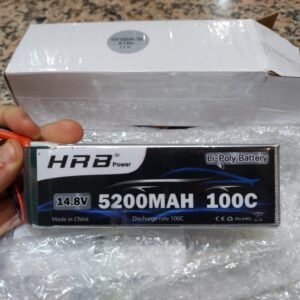 HRB®
Power
Li-Poly Battery
14.8V 5200MAH 100C
Made in China
Discharge rate 100C